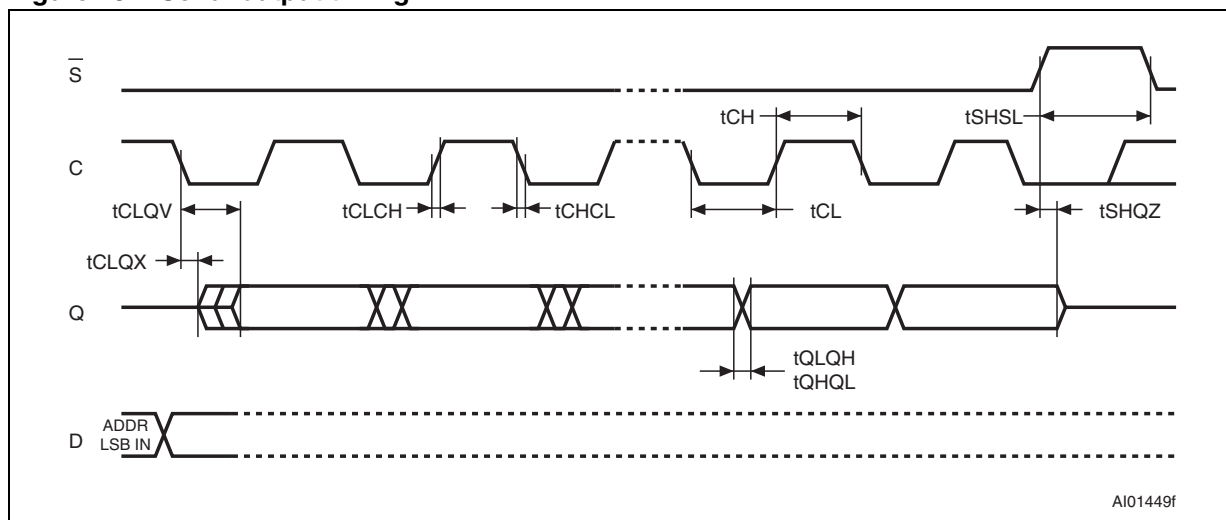 S
tCH
tSHSL
C
tCLQV
tCLCH
tCHCL
tCL
tSHQZ
tCLQX
Q
tQLQH
tQHQL
D
ADDR
LSB IN
AI01449f